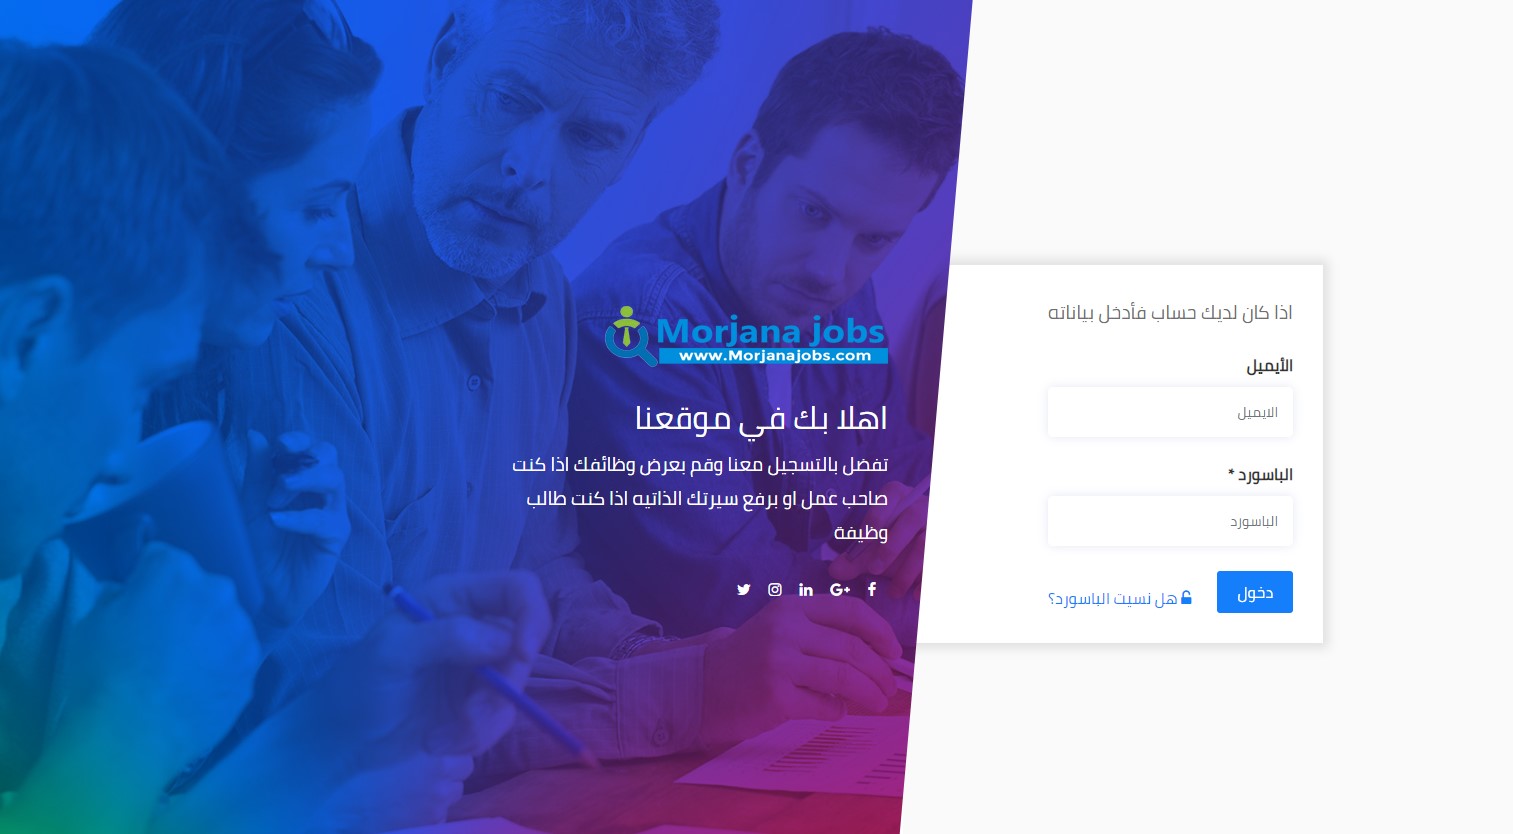 اذا كان لديك حساب فأدخل بياناته
الأيميل
الايميل
الباسورد *
الباسورد
دخول
هل نسيت الباسورد؟
Morjana jobs
www.Morjanajobs.com
اهلا بك في موقعنا
تفضل بالتسجيل معنا وقم بعرض وظائفك اذا كنت
صاحب عمل او برفع سيرتك الذاتيه اذا كنت طالب
وظيفة